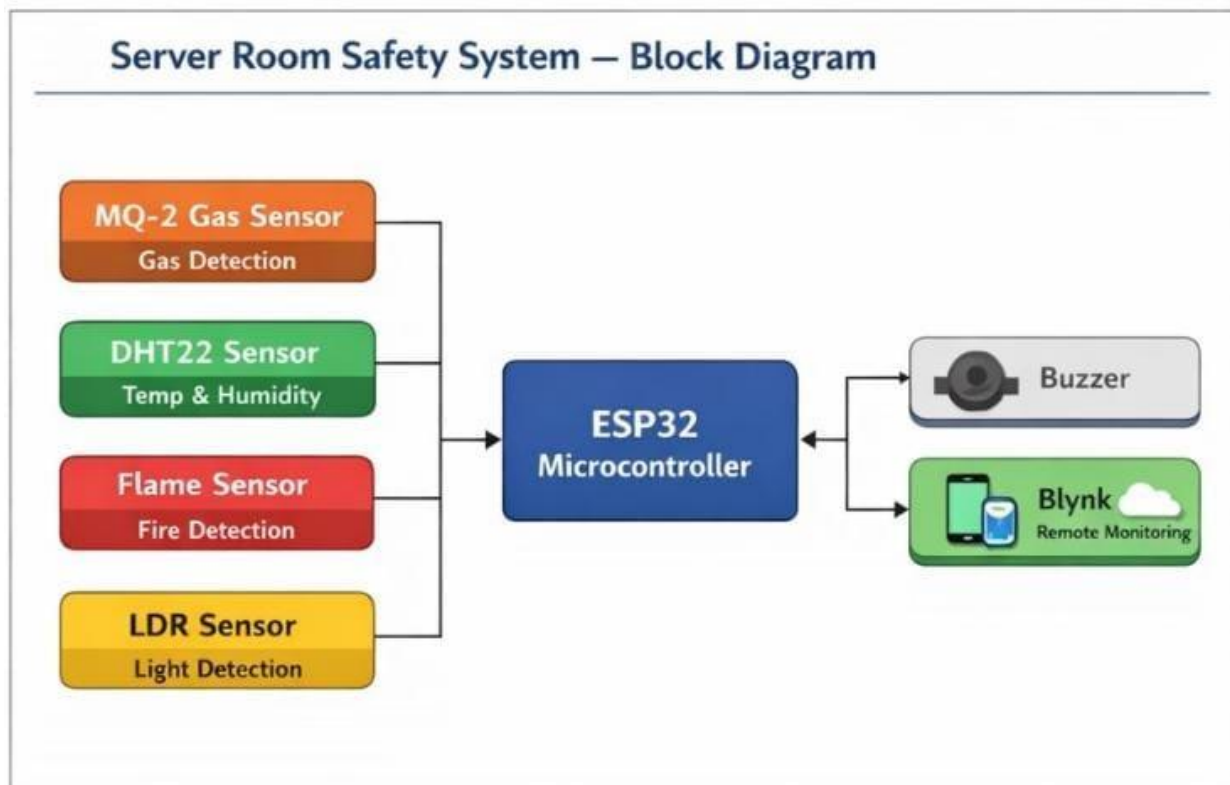 Server Room Safety System — Block Diagram
MQ-2 Gas Sensor
Gas Detection
DHT22 Sensor
Temp & Humidity
Flame Sensor
Fire Detection
LDR Sensor
Light Detection
ESP32
Microcontroller
Buzzer
Blynk
Remote Monitoring